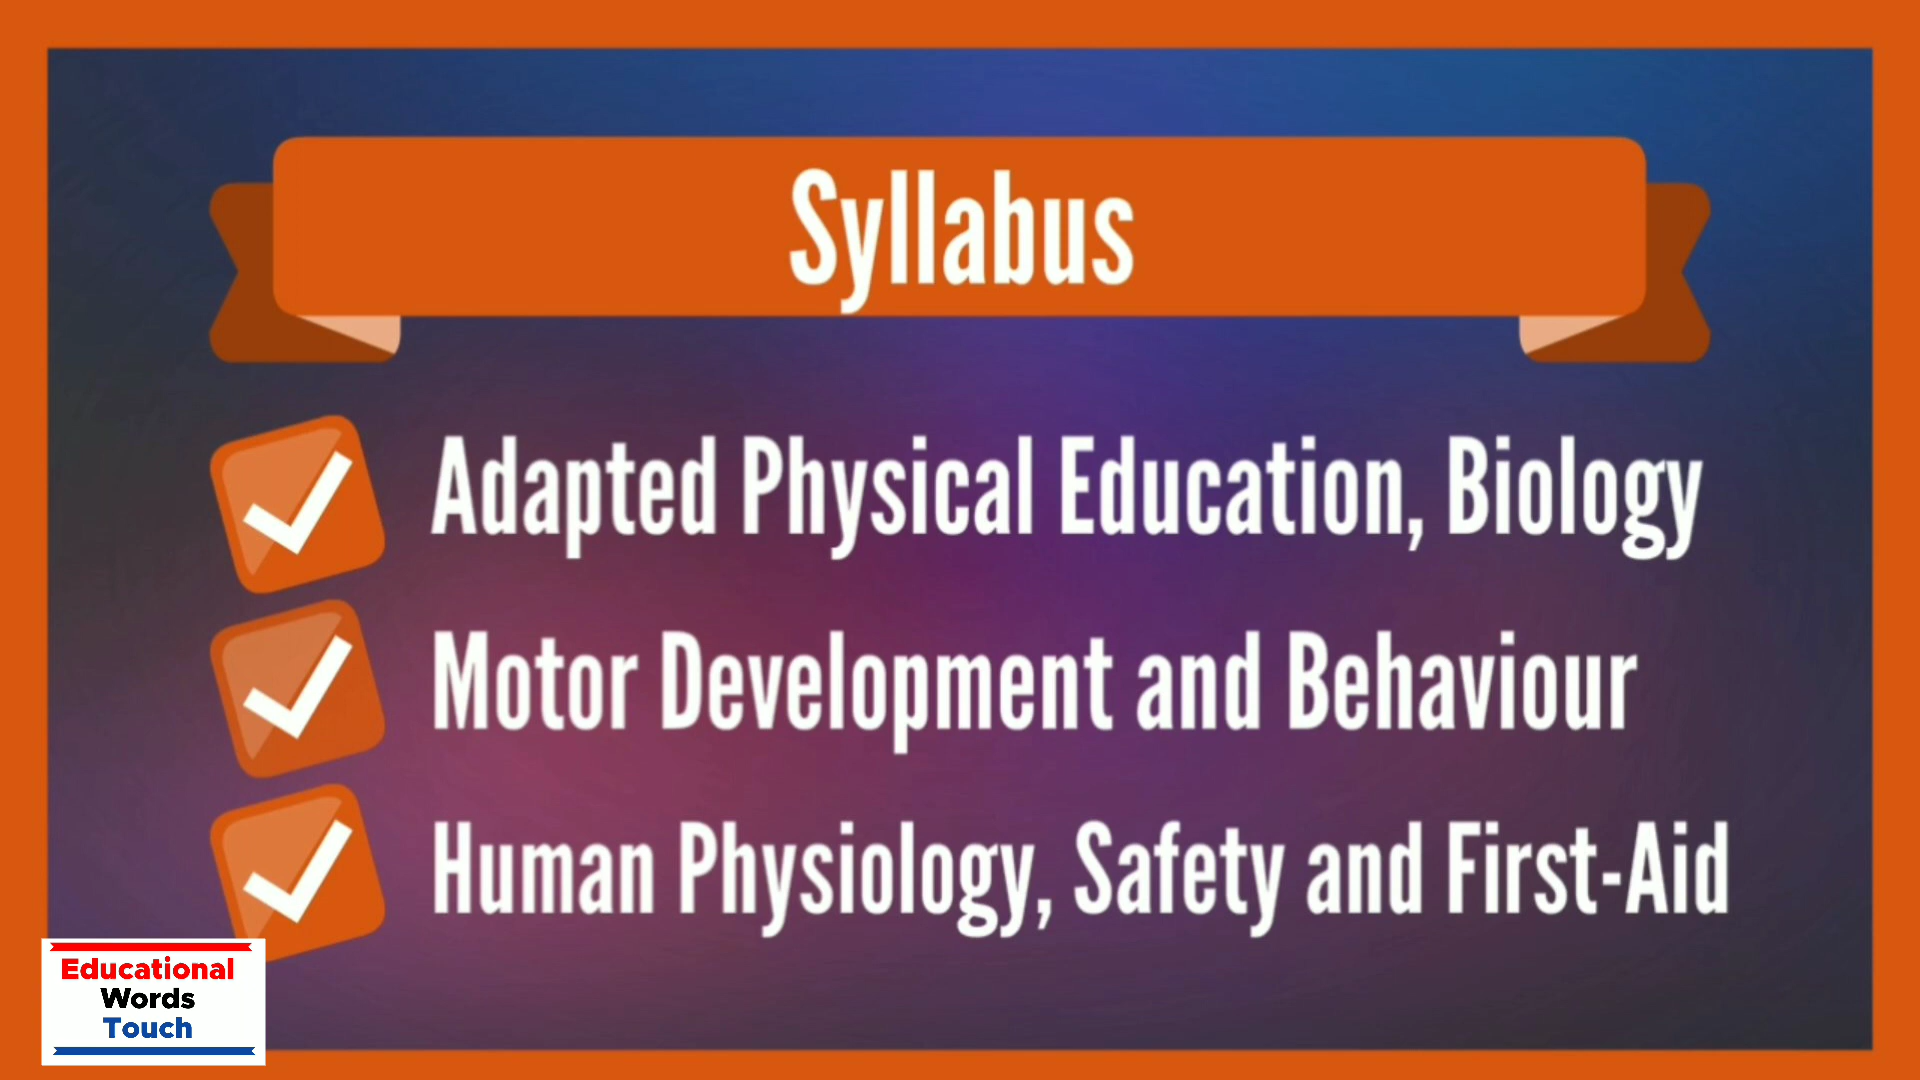 Syllabus
Adapted Physical Education, Biology
Motor Development and Behaviour
Human Physiology, Safety and First-Aid
Educational
Words
Touch